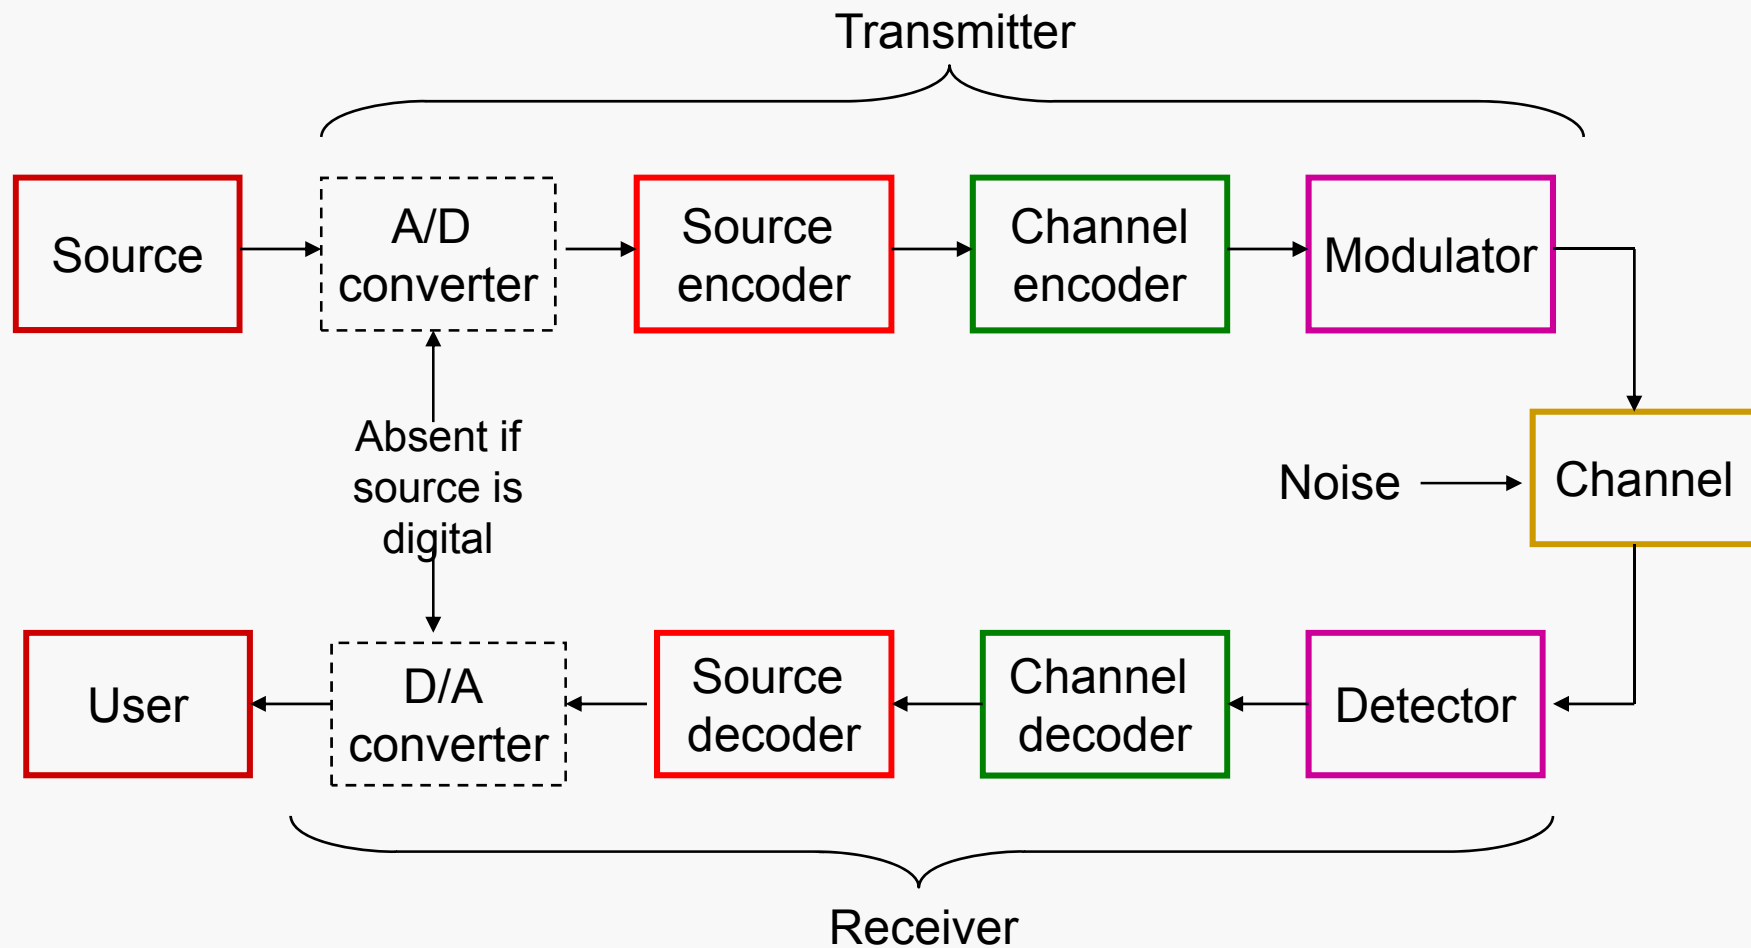 Transmitter
Source
A/D
converter
Source
encoder
Channel
encoder
Modulator
Absent if
source is
digital
Noise
Channel
User
D/A
converter
Source
decoder
Channel
decoder
Detector
Receiver